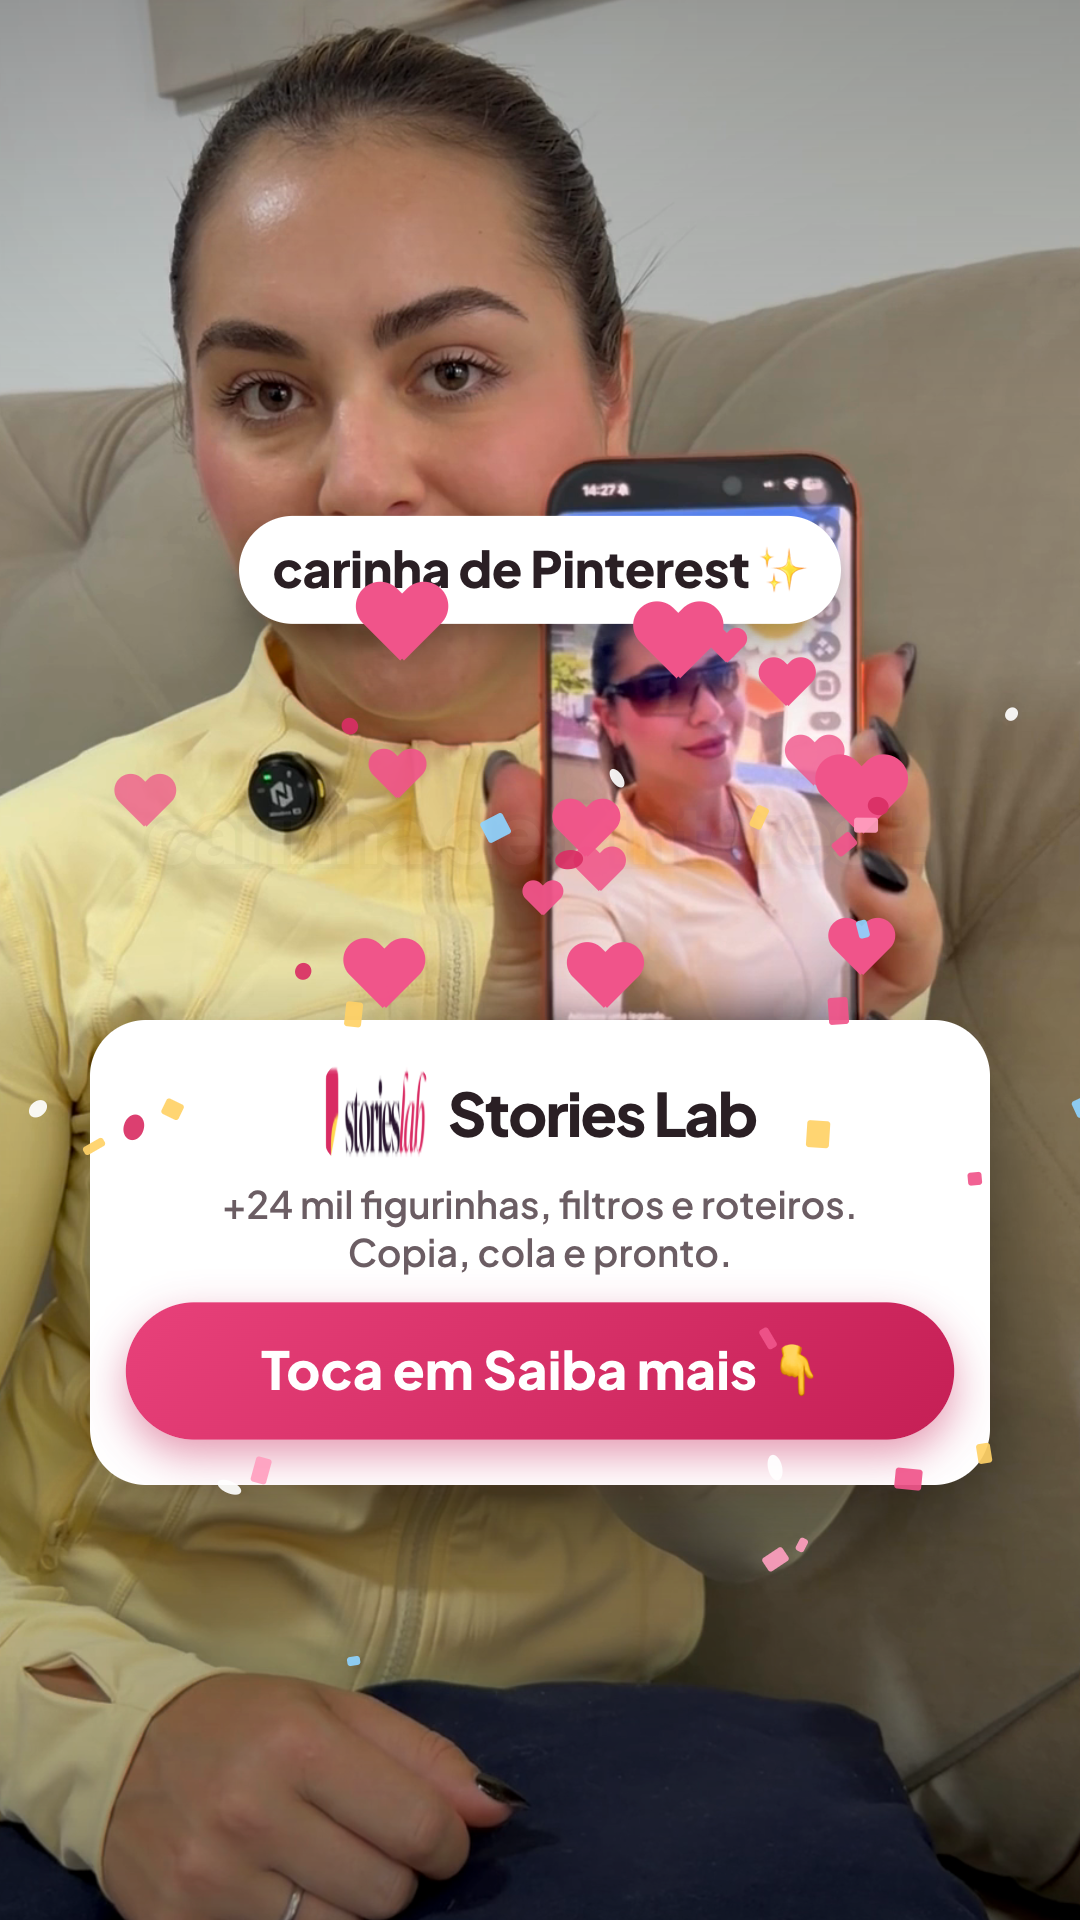 14:27
carinha de Pinterest ✨
storieslab Stories Lab
+24 mil figurinhas, filtros e roteiros.
Copia, cola e pronto.
Toca em Saiba mais 👇